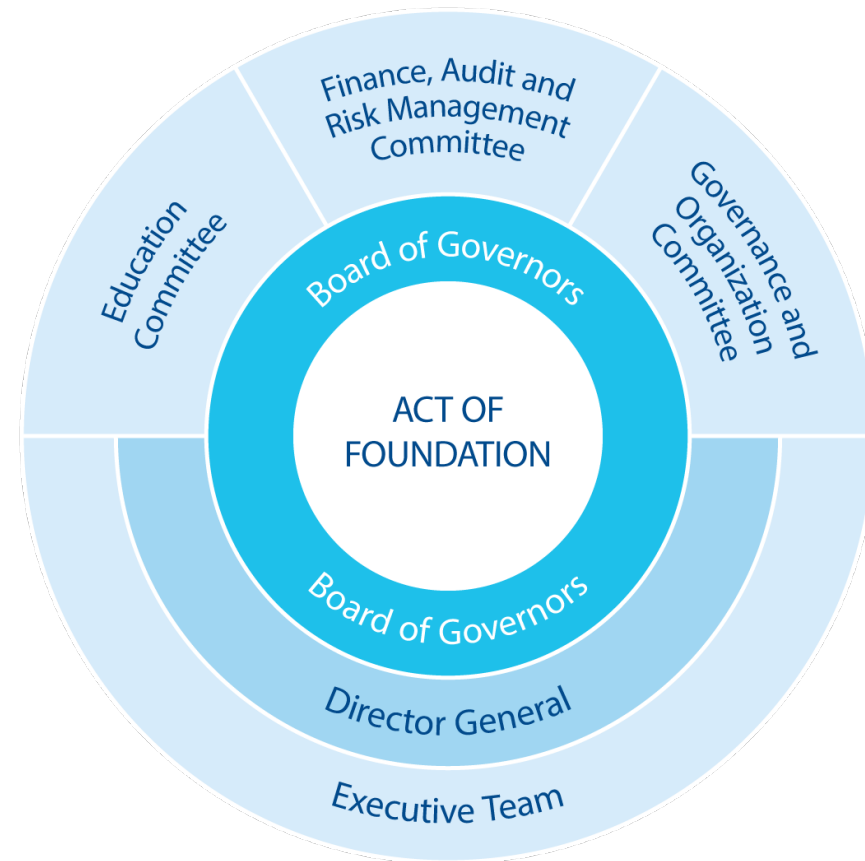 Finance, Audit and
Risk Management
Committee
Education
Committee
Governance and
Organization
Committee
Board of Governors
ACT OF
FOUNDATION
Board of Governors
Director General
Executive Team